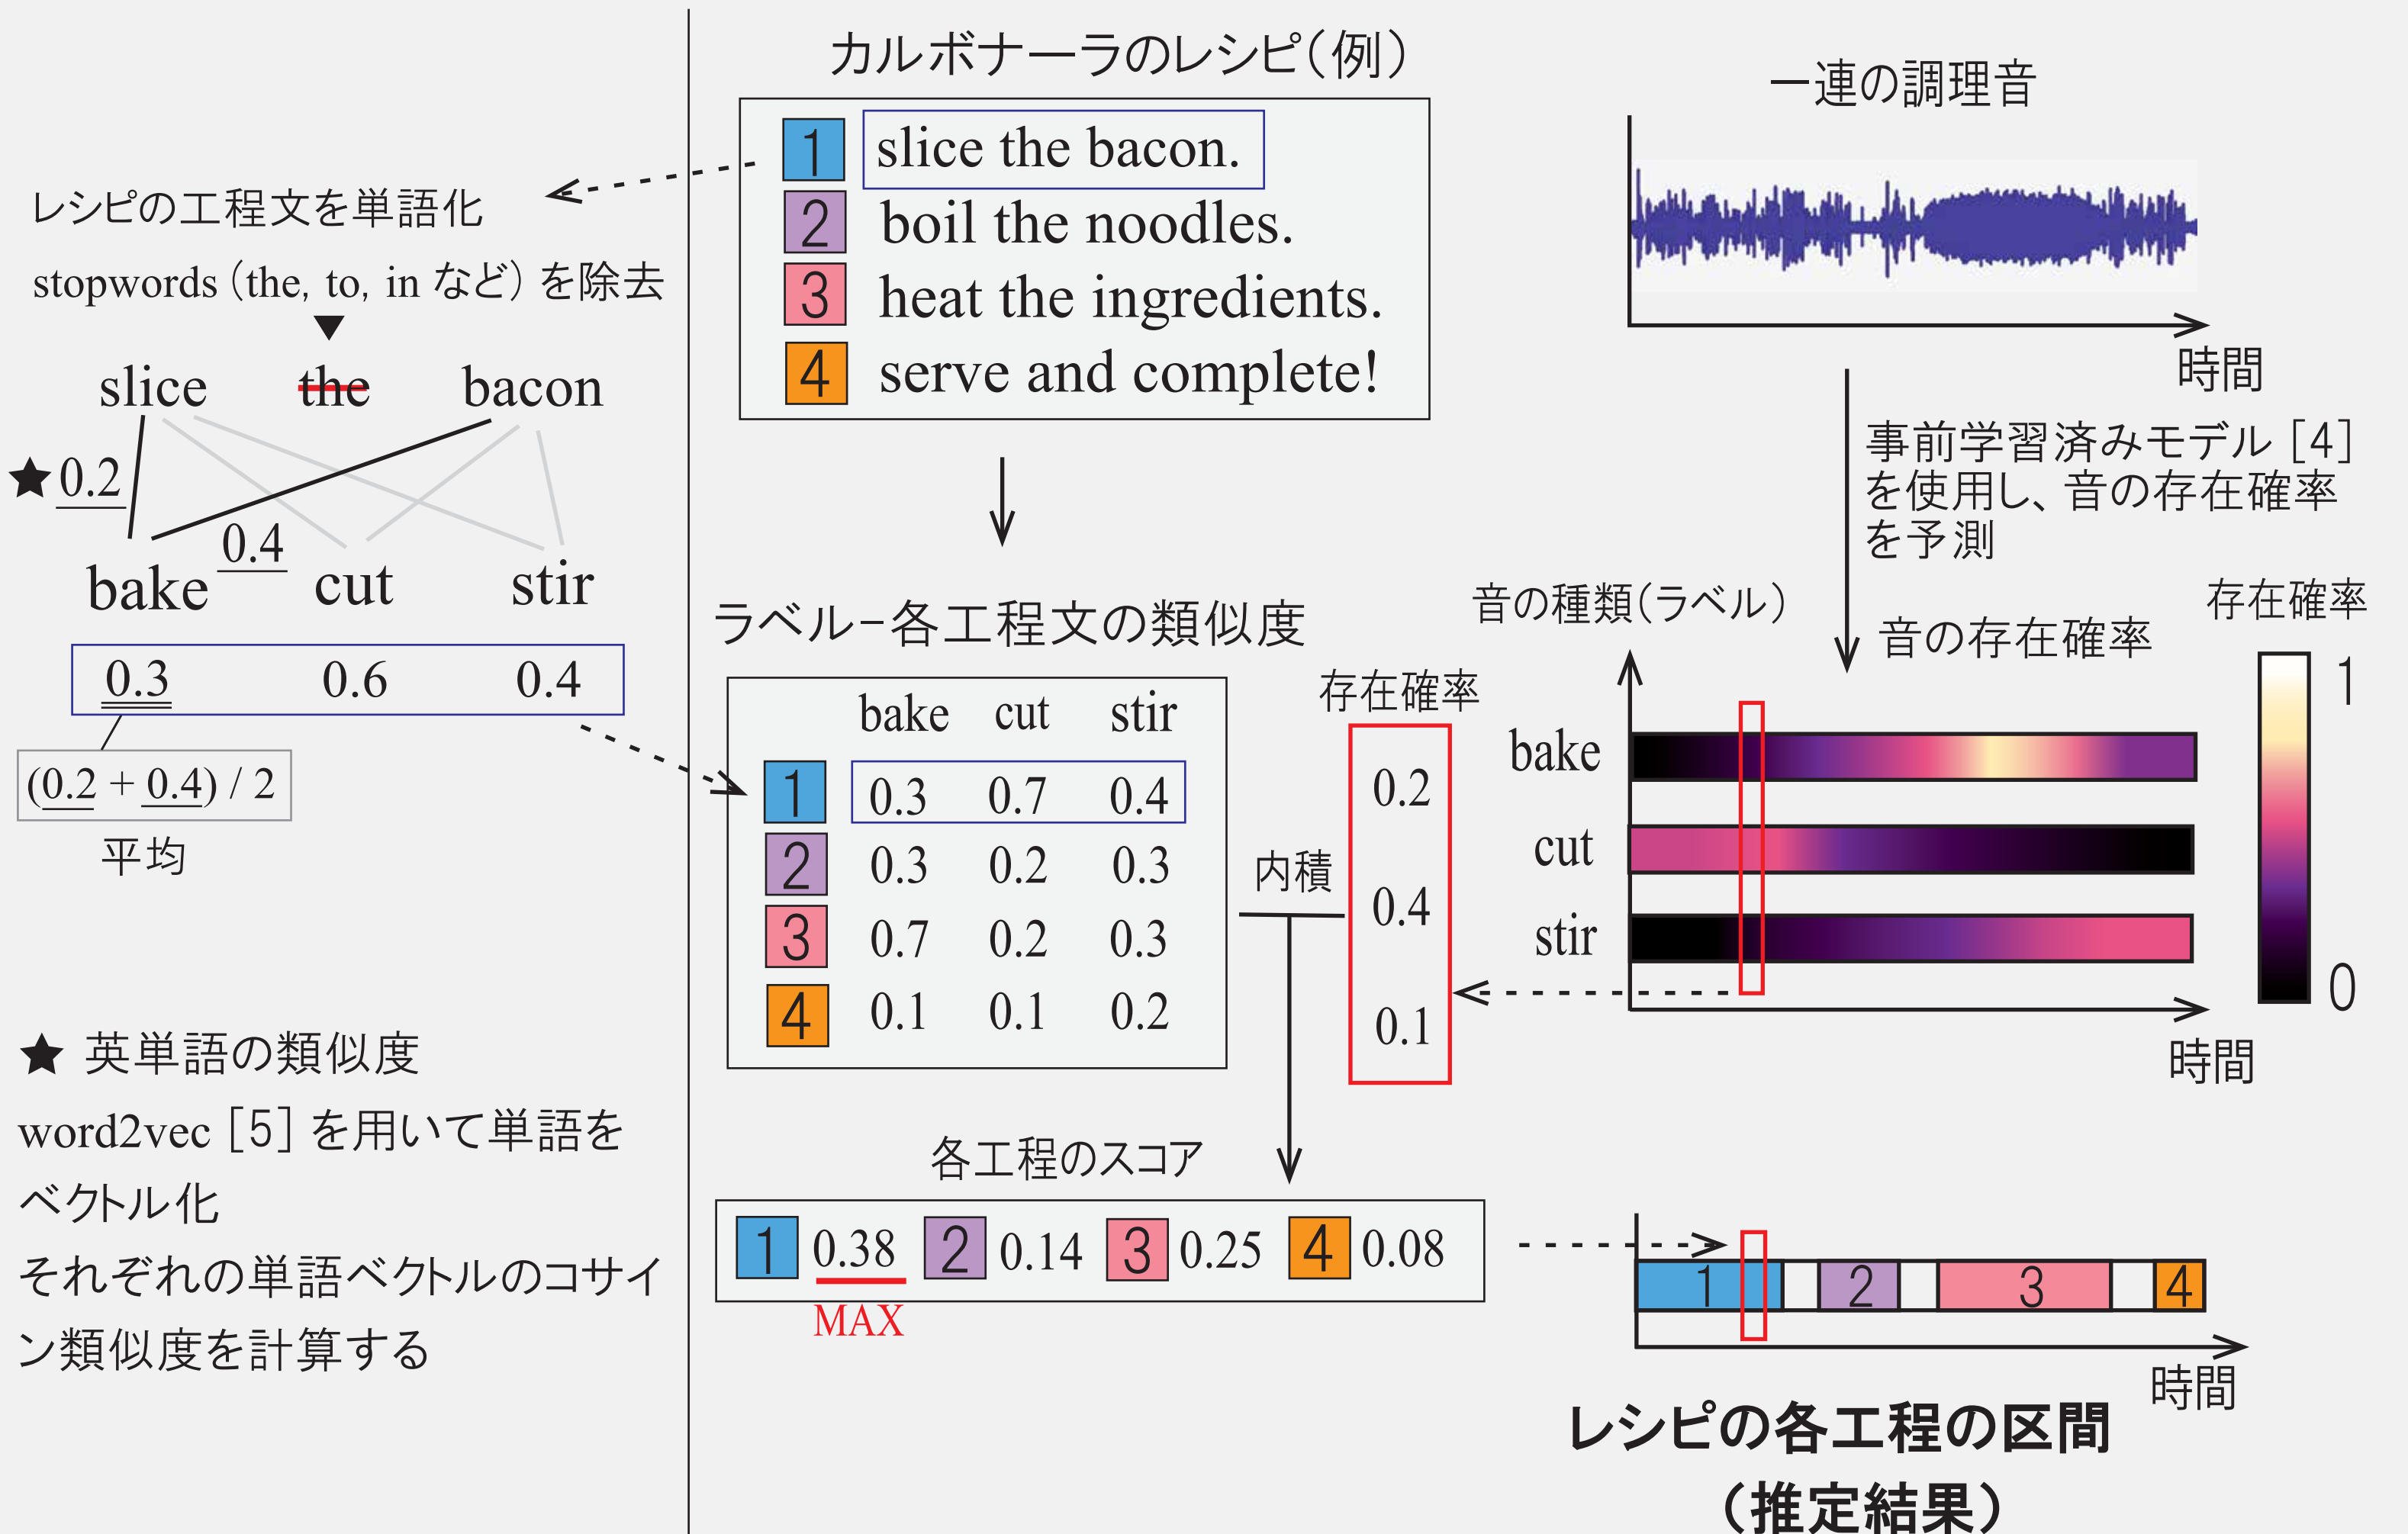 レシピの工程文を単語化
stopwords（the, to, in など）を除去
▼
slice the bacon
★ 0.2
0.4
bake cut stir
0.3 0.6 0.4
(0.2 + 0.4) / 2
平均
★ 英単語の類似度
word2vec [5] を用いて単語を
ベクトル化
それぞれの単語ベクトルのコサイ
ン類似度を計算する
カルボナーラのレシピ（例）
1 slice the bacon.
2 boil the noodles.
3 heat the ingredients.
4 serve and complete!
ラベル－各工程文の類似度
bake cut stir
1 0.3 0.7 0.4
2 0.3 0.2 0.3
3 0.7 0.2 0.3
4 0.1 0.1 0.2
内積
存在確率
0.2
0.4
0.1
各工程のスコア
1 0.38 2 0.14 3 0.25 4 0.08
MAX
一連の調理音
時間
事前学習済みモデル [4]
を使用し、音の存在確率
を予測
音の種類（ラベル）
音の存在確率
存在確率
1
0
bake
cut
stir
時間
1 2 3 4
時間
レシピの各工程の区間
（推定結果）